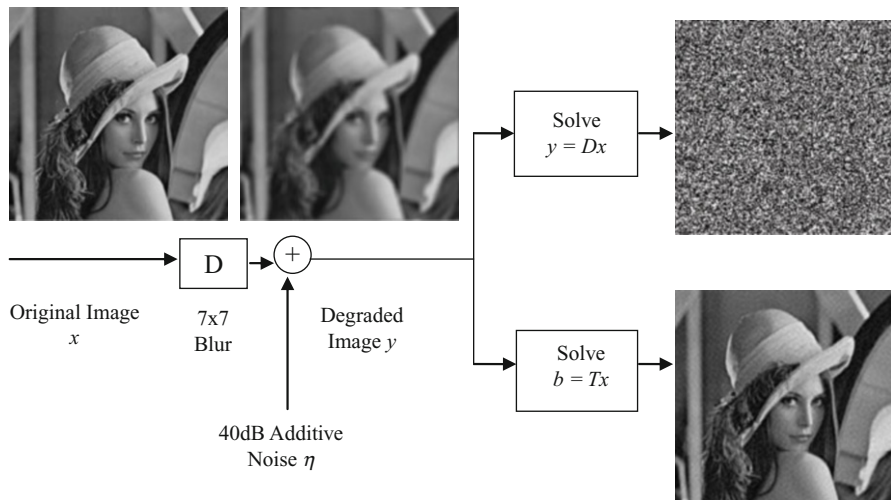 Solve
y = Dx
D
+
Original Image
x
7x7
Blur
Degraded
Image y
40dB Additive
Noise η
Solve
b = Tx